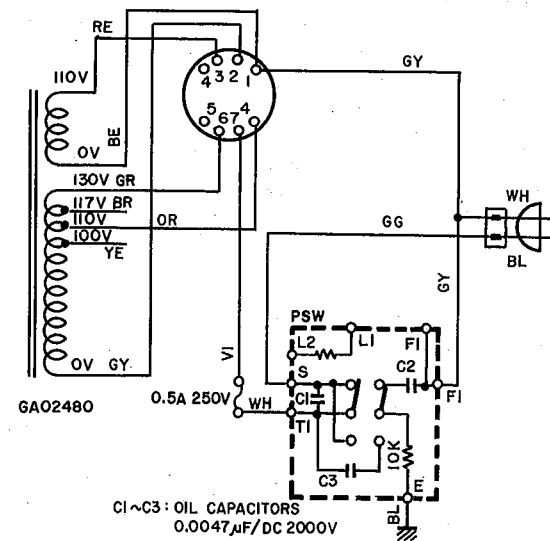 RE
110V
4 3 2 1
GY
BE
5 6 7 4
0V
130V GR
117V BR
110V
OR
100V
YE
WH
GG
BL
GY
PSW
L2
L1
F1
V1
0V
GY
S
C2
C1
F1
GA02480
0.5A 250V
WH
T1
C3
10K
E
BL
C1~C3: OIL CAPACITORS
0.0047µF/DC 2000V